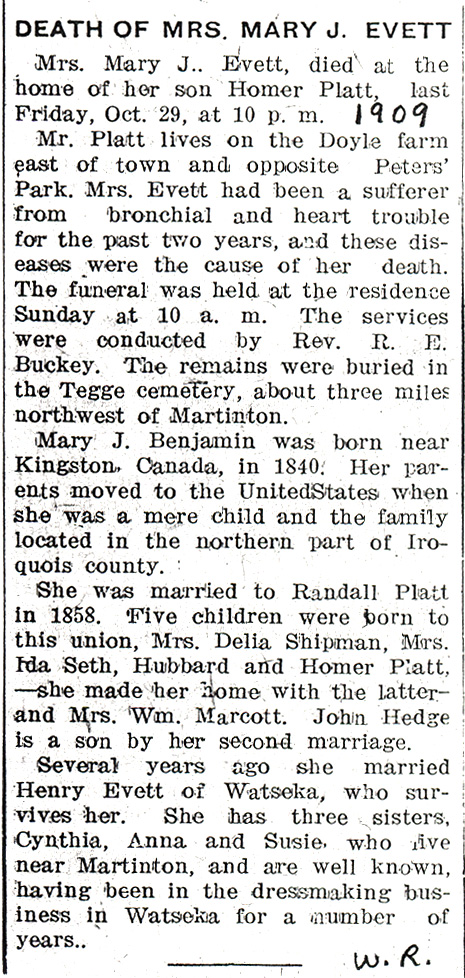 DEATH OF MRS. MARY J. EVETT
Mrs. Mary J.. Evett, died at the
home of her son Homer Platt, last
Friday, Oct. 29, at 10 p. m. 1909
Mr. Platt lives on the Doyle farm
east of town and opposite Peters'
Park. Mrs. Evett had been a sufferer
from bronchial and heart trouble
for the past two years, and these dis-
eases were the cause of her death.
The funeral was held at the residence
Sunday at 10 a. m. The services
were conducted by Rev. R. E.
Buckey. The remains were buried in
the Tegge cemetery, about three miles
northwest of Martinton.
Mary J. Benjamin was born near
Kingston, Canada, in 1840. Her par-
ents moved to the UnitedStates when
she was a mere child and the family
located in the northern part of Iro-
quois county.
She was married to Randall Platt
in 1858. Five children were born to
this union, Mrs. Delia Shipman, Mrs.
Ida Seth, Hubbard and Homer Platt,
—she made her home with the latter—
and Mrs. Wm. Marcott. John Hedge
is a son by her second marriage.
Several years ago she married
Henry Evett of Watseka, who sur-
vives her. She has three sisters,
Cynthia, Anna and Susie, who live
near Martinton, and are well known,
having been in the dressmaking bus-
iness in Watseka for a number of
years..
W. R.